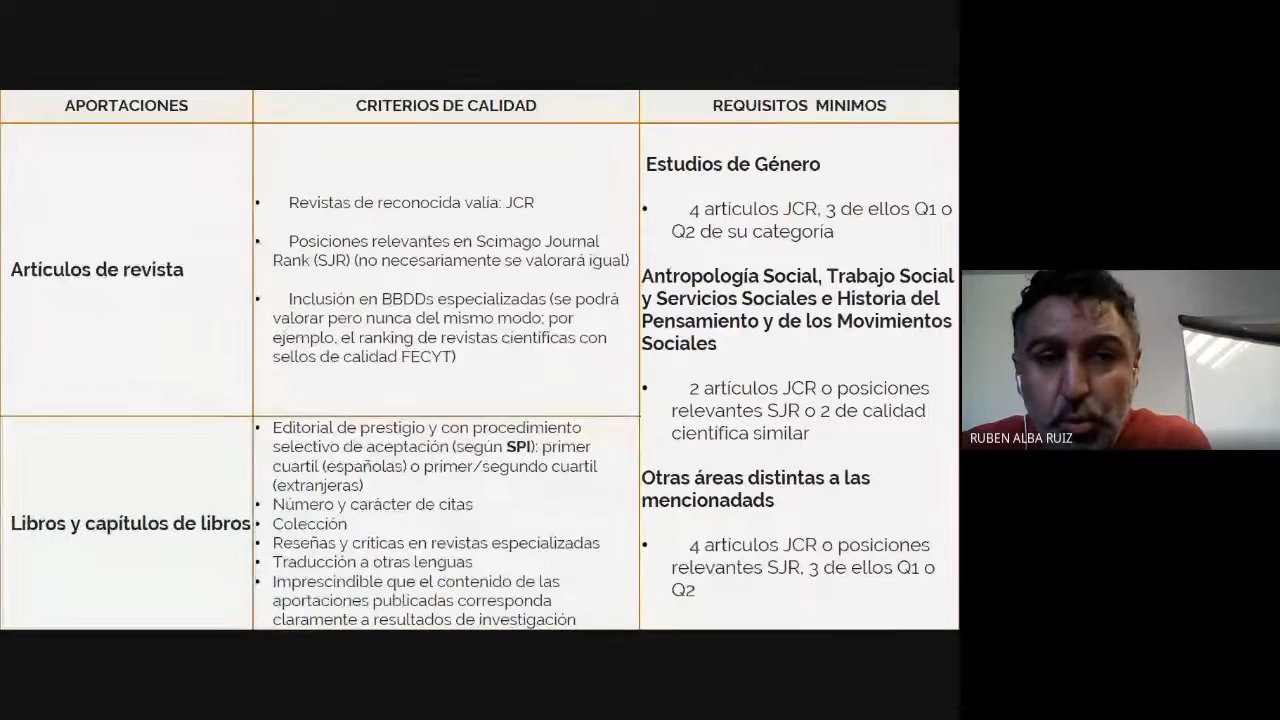 APORTACIONES
CRITERIOS DE CALIDAD
REQUISITOS MINIMOS
Artículos de revista
• Revistas de reconocida valía: JCR
• Posiciones relevantes en Scimago Journal
Rank (SJR) (no necesariamente se valorará igual)
• Inclusión en BBDDs especializadas (se podrá
valorar pero nunca del mismo modo; por
ejemplo, el ranking de revistas científicas con
sellos de calidad FECYT)
Libros y capítulos de libros
• Editorial de prestigio y con procedimiento
selectivo de aceptación (según SPI): primer
cuartil (españolas) o primer/segundo cuartil
(extranjeras)
• Número y carácter de citas
• Colección
• Reseñas y críticas en revistas especializadas
• Traducción a otras lenguas
• Imprescindible que el contenido de las
aportaciones publicadas corresponda
claramente a resultados de investigación
Estudios de Género
• 4 artículos JCR, 3 de ellos Q1 o
Q2 de su categoría
Antropología Social, Trabajo Social
y Servicios Sociales e Historia del
Pensamiento y de los Movimientos
Sociales
• 2 artículos JCR o posiciones
relevantes SJR o 2 de calidad
científica similar
Otras áreas distintas a las
mencionadads
• 4 artículos JCR o posiciones
relevantes SJR, 3 de ellos Q1 o
Q2
RUBEN ALBA RUIZ